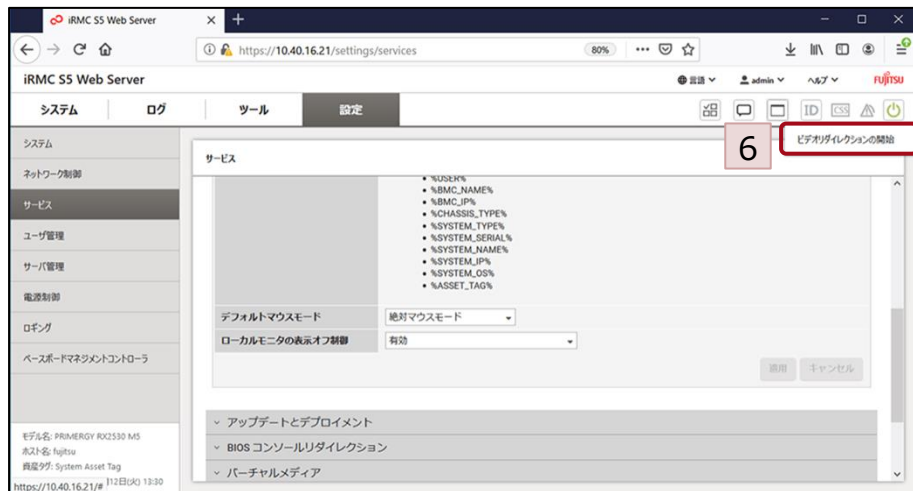 iRMC S5 Web Server
https://10.40.16.21/settings/services
80%
iRMC S5 Web Server
言語
admin
ヘルプ
FUJITSU
システム
ログ
ツール
設定
ID
CSS
ビデオリダイレクションの開始
6
システム
ネットワーク制御
サービス
ユーザ管理
サーバ管理
電源制御
ロギング
ベースボードマネジメントコントローラ
サービス
• %USER%
• %BMC_NAME%
• %BMC_IP%
• %CHASSIS_TYPE%
• %SYSTEM_TYPE%
• %SYSTEM_SERIAL%
• %SYSTEM_NAME%
• %SYSTEM_IP%
• %SYSTEM_OS%
• %ASSET_TAG%
デフォルトマウスモード 絶対マウスモード
ローカルモニタの表示オフ制御 有効
適用 キャンセル
アップデートとデプロイメント
BIOS コンソールリダイレクション
バーチャルメディア
モデル名: PRIMERGY RX2530 M5
ホスト名: fujitsu
資産タグ: System Asset Tag
https://10.40.16.21/# 12日(火) 13:30